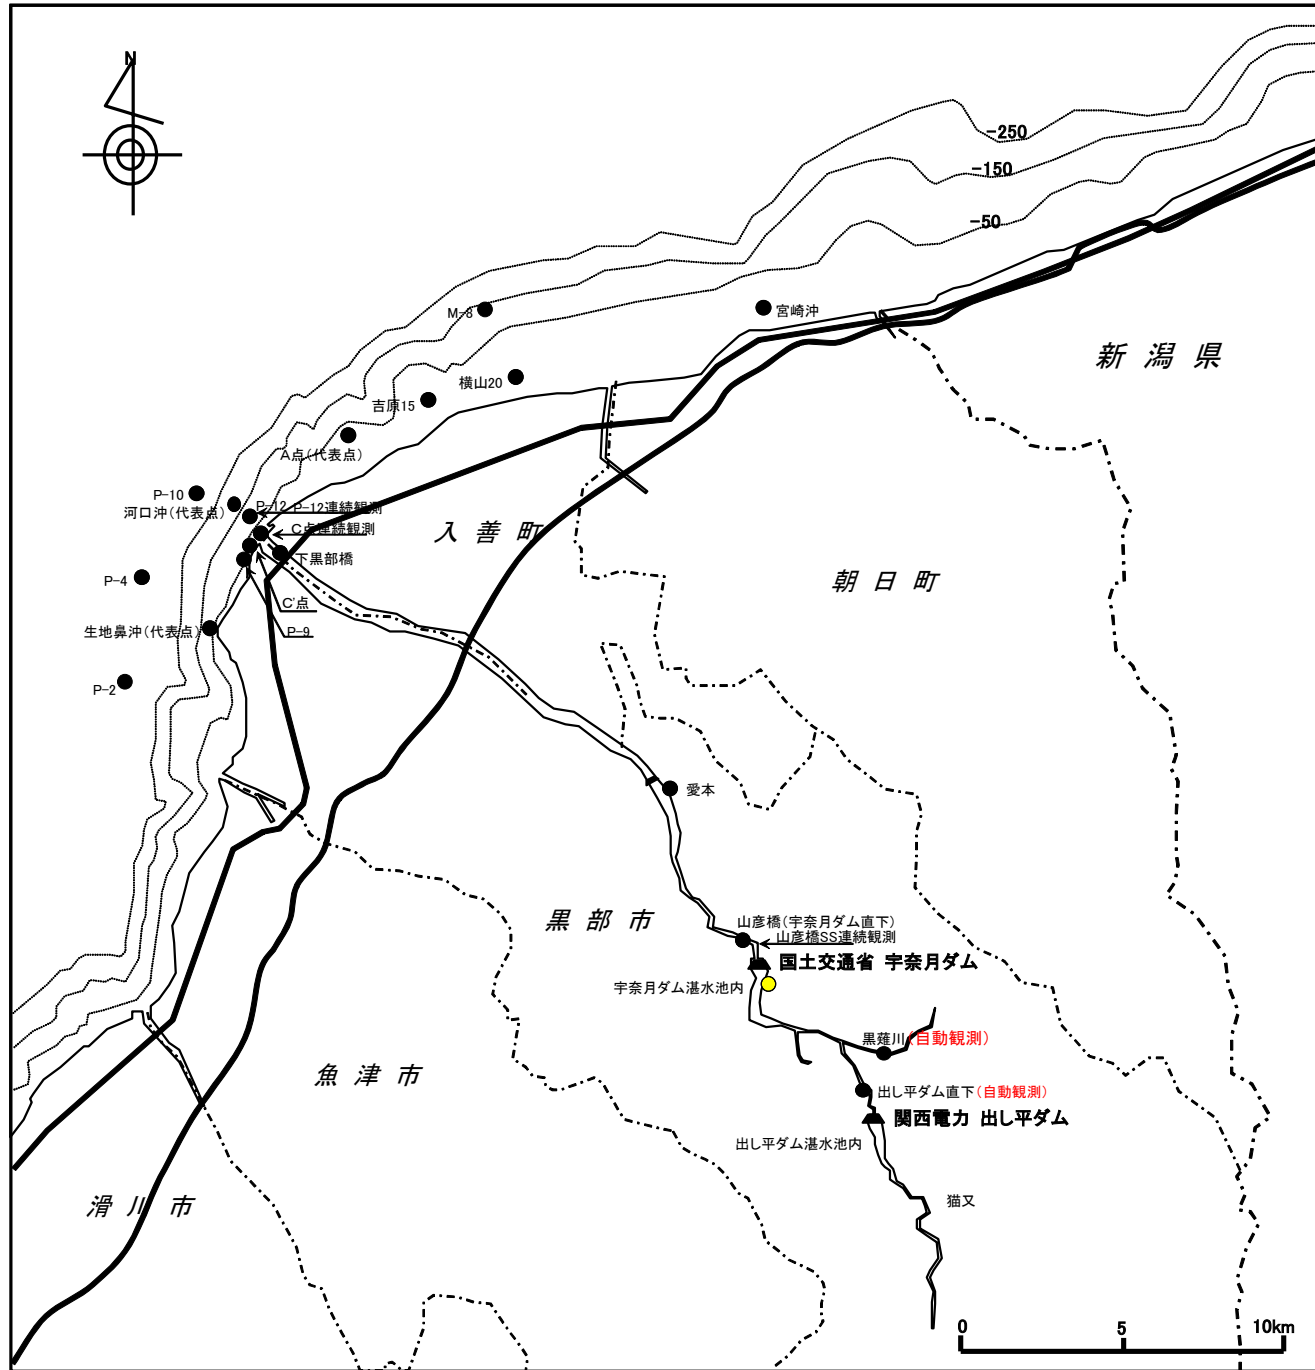 N
-250
-150
-50
宮崎沖
M-8
新潟県
横山20
吉原15
A点(代表点)
P-10
河口沖(代表点)
P-12
P-12連続観測
C点連続観測
入善町
下黒部橋
朝日町
P-4
C'点
生地鼻沖(代表点)
P-9
P-2
愛本
黒部市
山彦橋(宇奈月ダム直下)
山彦橋SS連続観測
国土交通省 宇奈月ダム
宇奈月ダム湛水池内
黒薙川(自動観測)
魚津市
出し平ダム直下(自動観測)
関西電力 出し平ダム
出し平ダム湛水池内
滑川市
猫又
0 5 10km